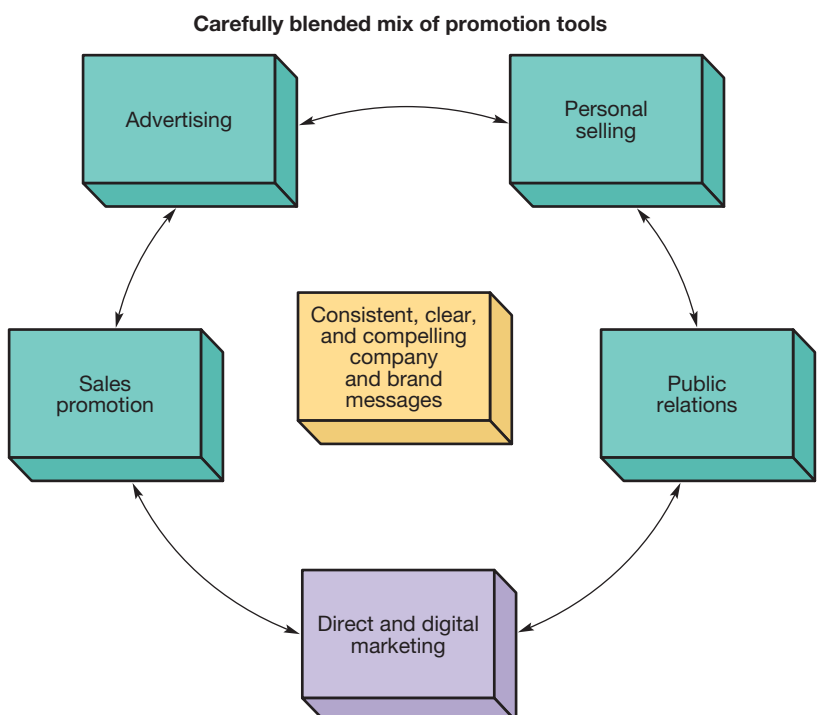 Carefully blended mix of promotion tools
Advertising
Personal
selling
Consistent, clear,
and compelling
company
and brand
messages
Sales
promotion
Public
relations
Direct and digital
marketing